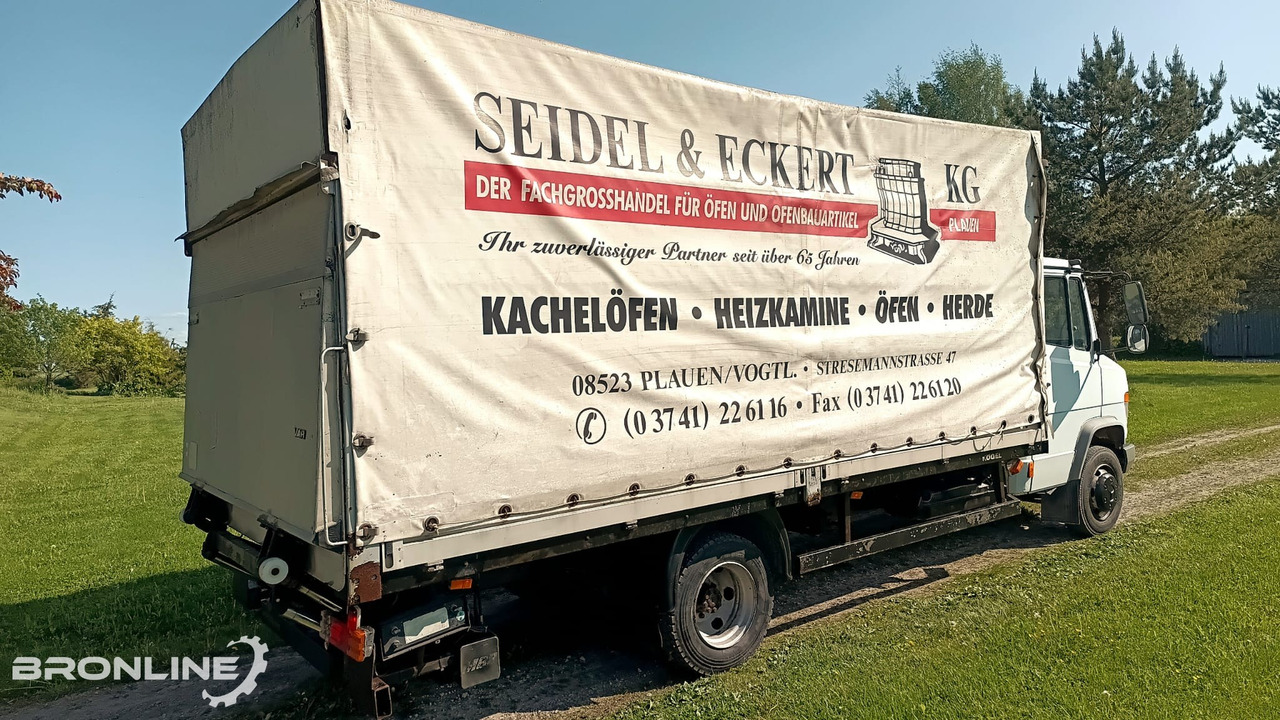 SEIDEL & ECKERT KG
DER FACHGROSSHANDEL FÜR ÖFEN UND OFENBAUARTIKEL PLAUEN
Ihr zuverlässiger Partner seit über 65 Jahren
KACHELÖFEN • HEIZKAMINE • ÖFEN • HERDE
08523 PLAUEN/VOGTL. • STRESEMANNSTRASSE 47
(0 37 41) 22 61 16 • Fax (0 37 41) 22 61 20
KÖGEL
BRONLINE